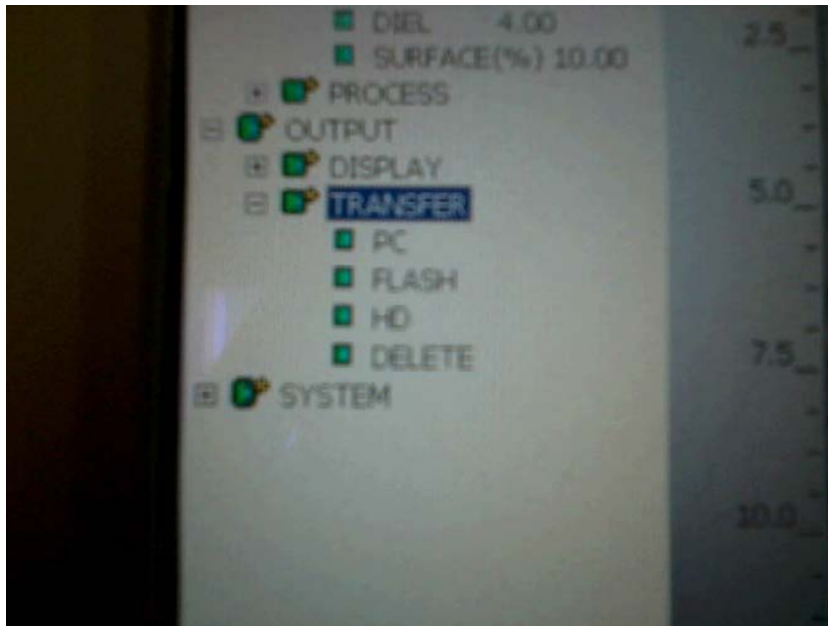 DIEL 4.00
SURFACE(%) 10.00
PROCESS
OUTPUT
DISPLAY
TRANSFER
PC
FLASH
HD
DELETE
SYSTEM
2.5
5.0
7.5
10.0